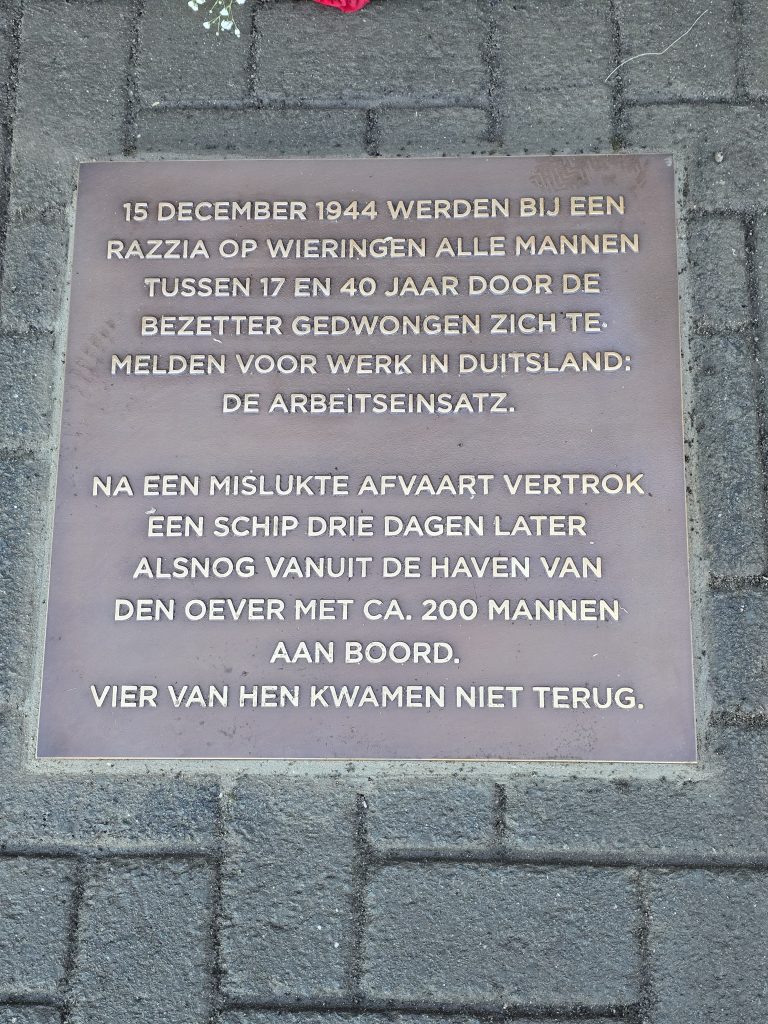 15 DECEMBER 1944 WERDEN BIJ EEN
RAZZIA OP WIERINGEN ALLE MANNEN
TUSSEN 17 EN 40 JAAR DOOR DE
BEZETTER GEDWONGEN ZICH TE
MELDEN VOOR WERK IN DUITSLAND:
DE ARBEITSEINSATZ.
NA EEN MISLUKTE AFVAART VERTROK
EEN SCHIP DRIE DAGEN LATER
ALSNOG VANUIT DE HAVEN VAN
DEN OEVER MET CA. 200 MANNEN
AAN BOORD.
VIER VAN HEN KWAMEN NIET TERUG.